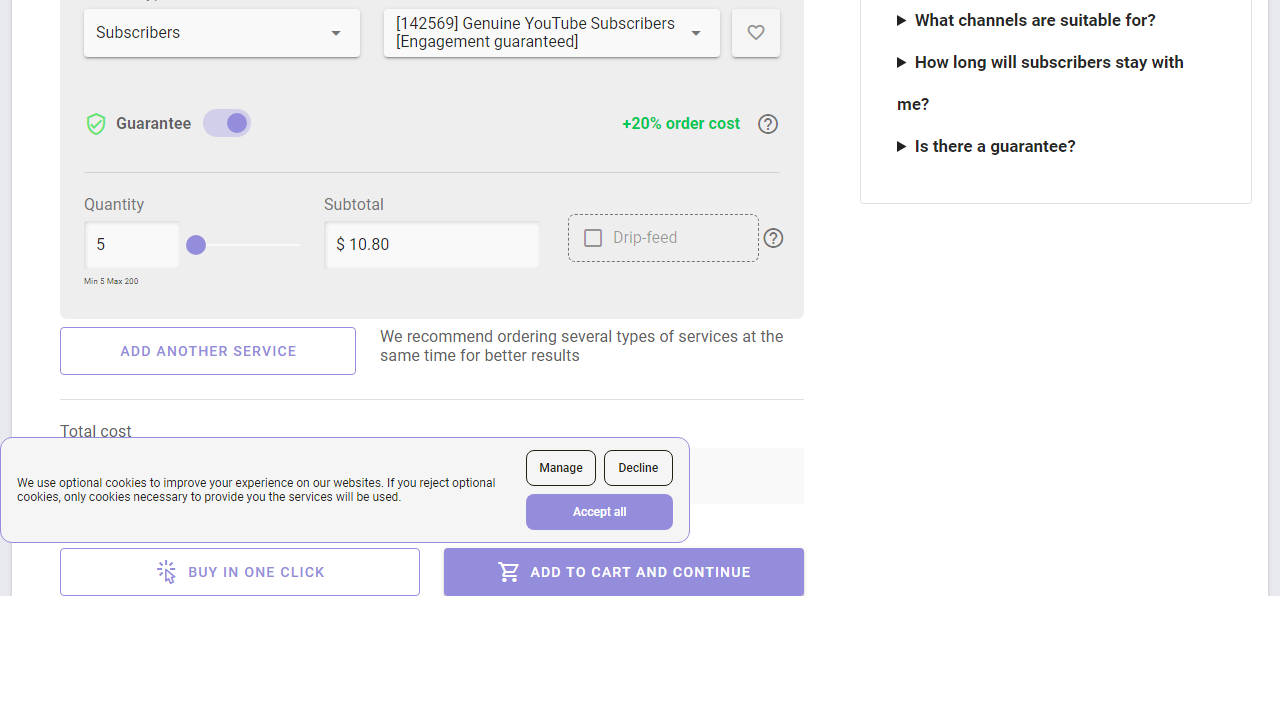 Subscribers
[142569] Genuine YouTube Subscribers
[Engagement guaranteed]
Guarantee
+20% order cost
Quantity
Subtotal
5
$ 10.80
Drip-feed
Min 5 Max 200
ADD ANOTHER SERVICE
We recommend ordering several types of services at the
same time for better results
Total cost
We use optional cookies to improve your experience on our websites. If you reject optional
cookies, only cookies necessary to provide you the services will be used.
Manage
Decline
Accept all
BUY IN ONE CLICK
ADD TO CART AND CONTINUE
What channels are suitable for?
How long will subscribers stay with
me?
Is there a guarantee?